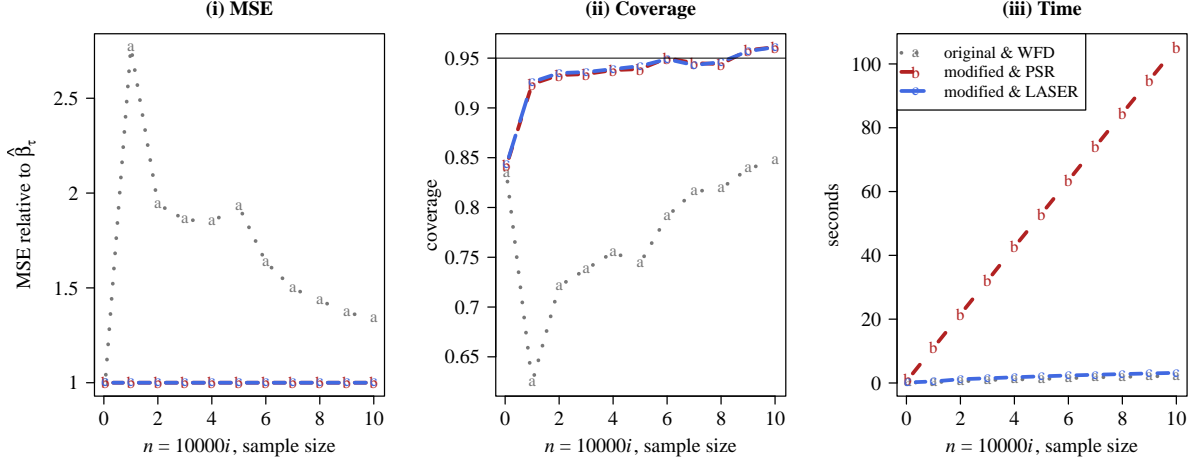 (i) MSE
MSE relative to β̂τ
2.5
2
1.5
1
a a a a a a a a a a a
b b b b b b b b b b b
0 2 4 6 8 10
n = 10000i, sample size
(ii) Coverage
coverage
0.95
0.9
0.85
0.8
0.75
0.7
0.65
a a a a a a a a a a a
b b b b b b b b b b b
c c c c c c c c c c
0 2 4 6 8 10
n = 10000i, sample size
(iii) Time
seconds
100
80
60
40
20
0
a original & WFD
b modified & PSR
c modified & LASER
b b b b b b b b b b b
c c c c c c c c c c
0 2 4 6 8 10
n = 10000i, sample size